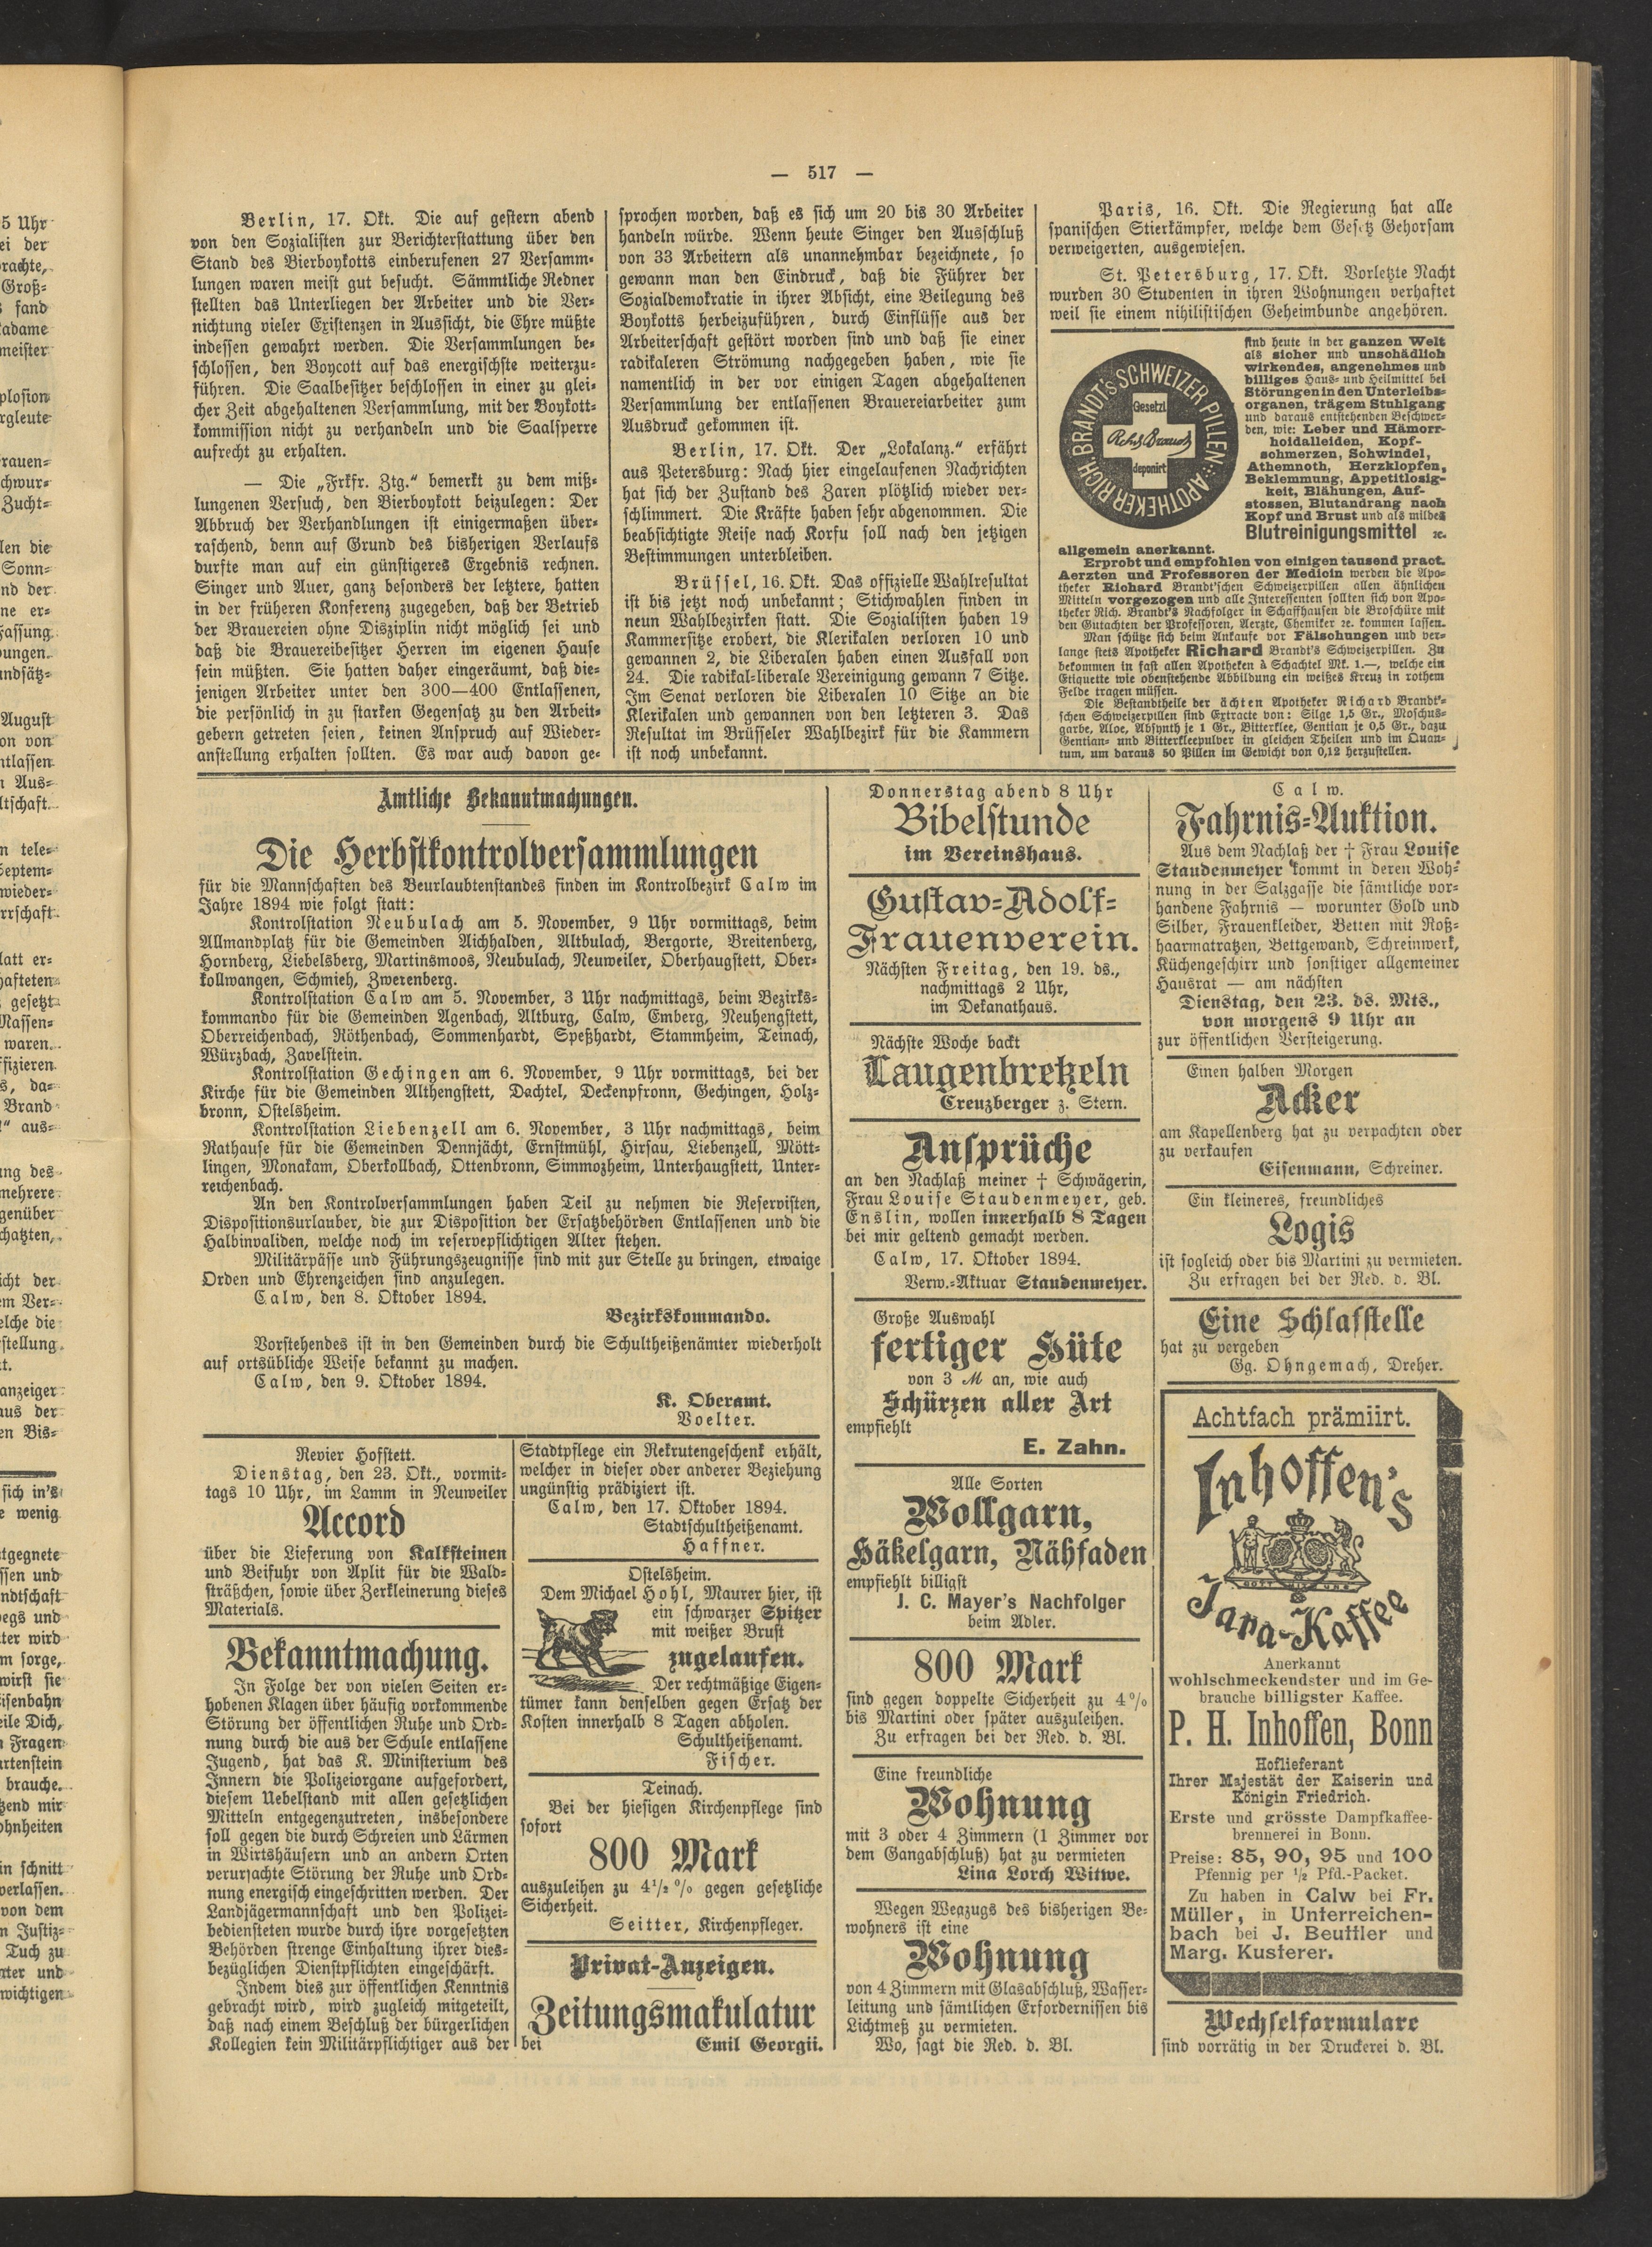 — 517 —
Berlin, 17. Okt. Die auf gestern abend
von den Sozialisten zur Berichterstattung über den
Stand des Bierboykotts einberufenen 27 Versamm-
lungen waren meist gut besucht. Sämmtliche Redner
stellten das Unterliegen der Arbeiter und die Ver-
nichtung vieler Existenzen in Aussicht, die Ehre müßte
indessen gewahrt werden. Die Versammlungen be-
schlossen, den Boycott auf das energischste weiterzu-
führen. Die Saalbesitzer beschlossen in einer zu glei-
cher Zeit abgehaltenen Versammlung, mit der Boykott-
kommission nicht zu verhandeln und die Saalsperre
aufrecht zu erhalten.
— Die „Frkfr. Ztg.“ bemerkt zu dem miß-
lungenen Versuch, den Bierboykott beizulegen: Der
Abbruch der Verhandlungen ist einigermaßen über-
raschend, denn auf Grund des bisherigen Verlaufs
durfte man auf ein günstigeres Ergebnis rechnen.
Singer und Auer, ganz besonders der letztere, hatten
in der früheren Konferenz zugegeben, daß der Betrieb
der Brauereien ohne Disziplin nicht möglich sei und
daß die Brauereibesitzer Herren im eigenen Hause
sein müßten. Sie hatten daher eingeräumt, daß die-
jenigen Arbeiter unter den 300—400 Entlassenen,
die persönlich in zu starken Gegensatz zu den Arbeit-
gebern getreten seien, keinen Anspruch auf Wieder-
anstellung erhalten sollten. Es war auch davon ge-
sprochen worden, daß es sich um 20 bis 30 Arbeiter
handeln würde. Wenn heute Singer den Ausschluß
von 33 Arbeitern als unannehmbar bezeichnete, so
gewann man den Eindruck, daß die Führer der
Sozialdemokratie in ihrer Absicht, eine Beilegung des
Boykotts herbeizuführen, durch Einflüsse aus der
Arbeiterschaft gestört worden sind und daß sie einer
radikaleren Strömung nachgegeben haben, wie sie
namentlich in der vor einigen Tagen abgehaltenen
Versammlung der entlassenen Brauereiarbeiter zum
Ausdruck gekommen ist.
Berlin, 17. Okt. Der „Lokalanz.“ erfährt
aus Petersburg: Nach hier eingelaufenen Nachrichten
hat sich der Zustand des Zaren plötzlich wieder ver-
schlimmert. Die Kräfte haben sehr abgenommen. Die
beabsichtigte Reise nach Korfu soll nach den jetzigen
Bestimmungen unterbleiben.
Brüssel, 16. Okt. Das offizielle Wahlresultat
ist bis jetzt noch unbekannt; Stichwahlen finden in
neun Wahlbezirken statt. Die Sozialisten haben 19
Kammersitze erobert, die Klerikalen verloren 10 und
gewannen 2, die Liberalen haben einen Ausfall von
24. Die radikal-liberale Vereinigung gewann 7 Sitze.
Im Senat verloren die Liberalen 10 Sitze an die
Klerikalen und gewannen von den letzteren 3. Das
Resultat im Brüsseler Wahlbezirk für die Kammern
ist noch unbekannt.
Paris, 16. Okt. Die Regierung hat alle
spanischen Stierkämpfer, welche dem Gesetz Gehorsam
verweigerten, ausgewiesen.
St. Petersburg, 17. Okt. Vorletzte Nacht
wurden 30 Studenten in ihren Wohnungen verhaftet
weil sie einem nihilistischen Geheimbunde angehören.
APOTHEKER RICH. BRANDT'S SCHWEIZERPILLEN
Gesetzl
Richd Brandt
deponirt
sind heute in der ganzen Welt
als sicher und unschädlich
wirkendes, angenehmes und
billiges Haus- und Heilmittel bei
Störungen in den Unterleibs-
organen, trägem Stuhlgang
und daraus entstehenden Beschwer-
den, wie: Leber und Hämorr-
hoidalleiden, Kopf-
schmerzen, Schwindel,
Athemnoth, Herzklopfen,
Beklemmung, Appetitlosig-
keit, Blähungen, Auf-
stossen, Blutandrang nach
Kopf und Brust und als mildes
Blutreinigungsmittel ꝛc.
allgemein anerkannt.
Erprobt und empfohlen von einigen tausend pract.
Aerzten und Professoren der Medicin werden die Apo-
theker Richard Brandt'schen Schweizerpillen allen ähnlichen
Mitteln vorgezogen und alle Interessenten sollten sich von Apo-
theker Rich. Brandt's Nachfolger in Schaffhausen die Broschüre mit
den Gutachten der Professoren, Aerzte, Chemiker ꝛc. kommen lassen.
Man schütze sich beim Ankaufe vor Fälschungen und ver-
lange stets Apotheker Richard Brandt's Schweizerpillen. Zu
bekommen in fast allen Apotheken à Schachtel Mk. 1.—, welche ein
Etiquette wie obenstehende Abbildung ein weißes Kreuz in rothem
Felde tragen müssen.
Die Bestandtheile der ächten Apotheker Richard Brandt'-
schen Schweizerpillen sind Extracte von: Silge 1,5 Gr., Moschus-
garbe, Aloe, Absynth je 1 Gr., Bitterklee, Gentian je 0,5 Gr., dazu
Gentian- und Bitterkleepulver in gleichen Theilen und im Quan-
tum, um daraus 50 Pillen im Gewicht von 0,12 herzustellen.
Amtliche Bekanntmachungen.
Die Herbstkontrolversammlungen
für die Mannschaften des Beurlaubtenstandes finden im Kontrolbezirk Calw im
Jahre 1894 wie folgt statt:
Kontrolstation Neubulach am 5. November, 9 Uhr vormittags, beim
Allmandplatz für die Gemeinden Aichhalden, Altbulach, Bergorte, Breitenberg,
Hornberg, Liebelsberg, Martinsmoos, Neubulach, Neuweiler, Oberhaugstett, Ober-
kollwangen, Schmieh, Zwerenberg.
Kontrolstation Calw am 5. November, 3 Uhr nachmittags, beim Bezirks-
kommando für die Gemeinden Agenbach, Altburg, Calw, Emberg, Neuhengstett,
Oberreichenbach, Röthenbach, Sommenhardt, Speßhardt, Stammheim, Teinach,
Würzbach, Zavelstein.
Kontrolstation Gechingen am 6. November, 9 Uhr vormittags, bei der
Kirche für die Gemeinden Althengstett, Dachtel, Deckenpfronn, Gechingen, Holz-
bronn, Ostelsheim.
Kontrolstation Liebenzell am 6. November, 3 Uhr nachmittags, beim
Rathause für die Gemeinden Dennjächt, Ernstmühl, Hirsau, Liebenzell, Mött-
lingen, Monakam, Oberkollbach, Ottenbronn, Simmozheim, Unterhaugstett, Unter-
reichenbach.
An den Kontrolversammlungen haben Teil zu nehmen die Reservisten,
Dispositionsurlauber, die zur Disposition der Ersatzbehörden Entlassenen und die
Halbinvaliden, welche noch im reservepflichtigen Alter stehen.
Militärpässe und Führungszeugnisse sind mit zur Stelle zu bringen, etwaige
Orden und Ehrenzeichen sind anzulegen.
Calw, den 8. Oktober 1894.
Bezirkskommando.
Vorstehendes ist in den Gemeinden durch die Schultheißenämter wiederholt
auf ortsübliche Weise bekannt zu machen.
Calw, den 9. Oktober 1894.
K. Oberamt.
Voelter.
Revier Hofstett.
Dienstag, den 23. Okt., vormit-
tags 10 Uhr, im Lamm in Neuweiler
Accord
über die Lieferung von Kalksteinen
und Beifuhr von Aplit für die Wald-
sträßchen, sowie über Zerkleinerung dieses
Materials.
Bekanntmachung.
In Folge der von vielen Seiten er-
hobenen Klagen über häufig vorkommende
Störung der öffentlichen Ruhe und Ord-
nung durch die aus der Schule entlassene
Jugend, hat das K. Ministerium des
Innern die Polizeiorgane aufgefordert,
diesem Uebelstand mit allen gesetzlichen
Mitteln entgegenzutreten, insbesondere
soll gegen die durch Schreien und Lärmen
in Wirtshäusern und an andern Orten
verursachte Störung der Ruhe und Ord-
nung energisch eingeschritten werden. Der
Landjägermannschaft und den Polizei-
bediensteten wurde durch ihre vorgesetzten
Behörden strenge Einhaltung ihrer dies-
bezüglichen Dienstpflichten eingeschärft.
Indem dies zur öffentlichen Kenntnis
gebracht wird, wird zugleich mitgeteilt,
daß nach einem Beschluß der bürgerlichen
Kollegien kein Militärpflichtiger aus der
Stadtpflege ein Rekrutengeschenk erhält,
welcher in dieser oder anderer Beziehung
ungünstig prädiziert ist.
Calw, den 17. Oktober 1894.
Stadtschultheißenamt.
Haffner.
Ostelsheim.
Dem Michael Hohl, Maurer hier, ist
ein schwarzer Spitzer
mit weißer Brust
zugelaufen.
Der rechtmäßige Eigen-
tümer kann denselben gegen Ersatz der
Kosten innerhalb 8 Tagen abholen.
Schultheißenamt.
Fischer.
Teinach.
Bei der hiesigen Kirchenpflege sind
sofort
800 Mark
auszuleihen zu 4½% gegen gesetzliche
Sicherheit.
Seitter, Kirchenpfleger.
Privat-Anzeigen.
Zeitungsmakulatur
bei Emil Georgii.
Donnerstag abend 8 Uhr
Bibelstunde
im Vereinshaus.
Gustav-Adolf-
Frauenverein.
Nächsten Freitag, den 19. ds.,
nachmittags 2 Uhr,
im Dekanathaus.
Nächste Woche backt
Laugenbretzeln
Creuzberger z. Stern.
Ansprüche
an den Nachlaß meiner † Schwägerin,
Frau Louise Staudenmeyer, geb.
Enslin, wollen innerhalb 8 Tagen
bei mir geltend gemacht werden.
Calw, 17. Oktober 1894.
Verw.-Aktuar Staudenmeyer.
Große Auswahl
fertiger Hüte
von 3 M an, wie auch
Schürzen aller Art
empfiehlt
E. Zahn.
Alle Sorten
Wollgarn,
Häkelgarn, Nähfaden
empfiehlt billigst
J. C. Mayer's Nachfolger
beim Adler.
800 Mark
sind gegen doppelte Sicherheit zu 4%
bis Martini oder später auszuleihen.
Zu erfragen bei der Red. d. Bl.
Eine freundliche
Wohnung
mit 3 oder 4 Zimmern (1 Zimmer vor
dem Gangabschluß) hat zu vermieten
Lina Lorch Witwe.
Wegen Wegzugs des bisherigen Be-
wohners ist eine
Wohnung
von 4 Zimmern mit Glasabschluß, Wasser-
leitung und sämtlichen Erfordernissen bis
Lichtmeß zu vermieten.
Wo, sagt die Red. d. Bl.
Calw.
Fahrnis-Auktion.
Aus dem Nachlaß der † Frau Louise
Staudenmeyer kommt in deren Woh-
nung in der Salzgasse die sämtliche vor-
handene Fahrnis — worunter Gold und
Silber, Frauenkleider, Betten mit Roß-
haarmatratzen, Bettgewand, Schreinwerk,
Küchengeschirr und sonstiger allgemeiner
Hausrat — am nächsten
Dienstag, den 23. ds. Mts.,
von morgens 9 Uhr an
zur öffentlichen Versteigerung.
Einen halben Morgen
Acker
am Kapellenberg hat zu verpachten oder
zu verkaufen
Eisenmann, Schreiner.
Ein kleineres, freundliches
Logis
ist sogleich oder bis Martini zu vermieten.
Zu erfragen bei der Red. d. Bl.
Eine Schlafstelle
hat zu vergeben
Gg. Ohngemach, Dreher.
Achtfach prämiirt.
Inhoffen's
GOTT MIT UNS
Java-Kaffee
Anerkannt
wohlschmeckendster und im Ge-
brauche billigster Kaffee.
P. H. Inhoffen, Bonn
Hoflieferant
Ihrer Majestät der Kaiserin und
Königin Friedrich.
Erste und grösste Dampfkaffee-
brennerei in Bonn.
Preise: 85, 90, 95 und 100
Pfennig per ½ Pfd.-Packet.
Zu haben in Calw bei Fr.
Müller, in Unterreichen-
bach bei J. Beuttler und
Marg. Kusterer.
Wechselformulare
sind vorrätig in der Druckerei d. Bl.